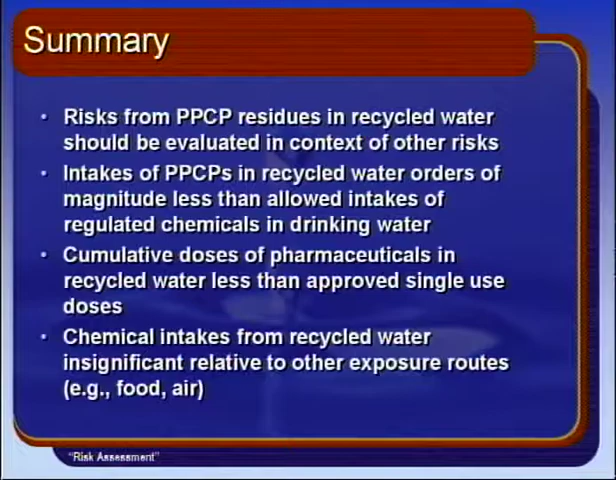 Summary
• Risks from PPCP residues in recycled water
should be evaluated in context of other risks
• Intakes of PPCPs in recycled water orders of
magnitude less than allowed intakes of
regulated chemicals in drinking water
• Cumulative doses of pharmaceuticals in
recycled water less than approved single use
doses
• Chemical intakes from recycled water
insignificant relative to other exposure routes
(e.g., food, air)
"Risk Assessment"